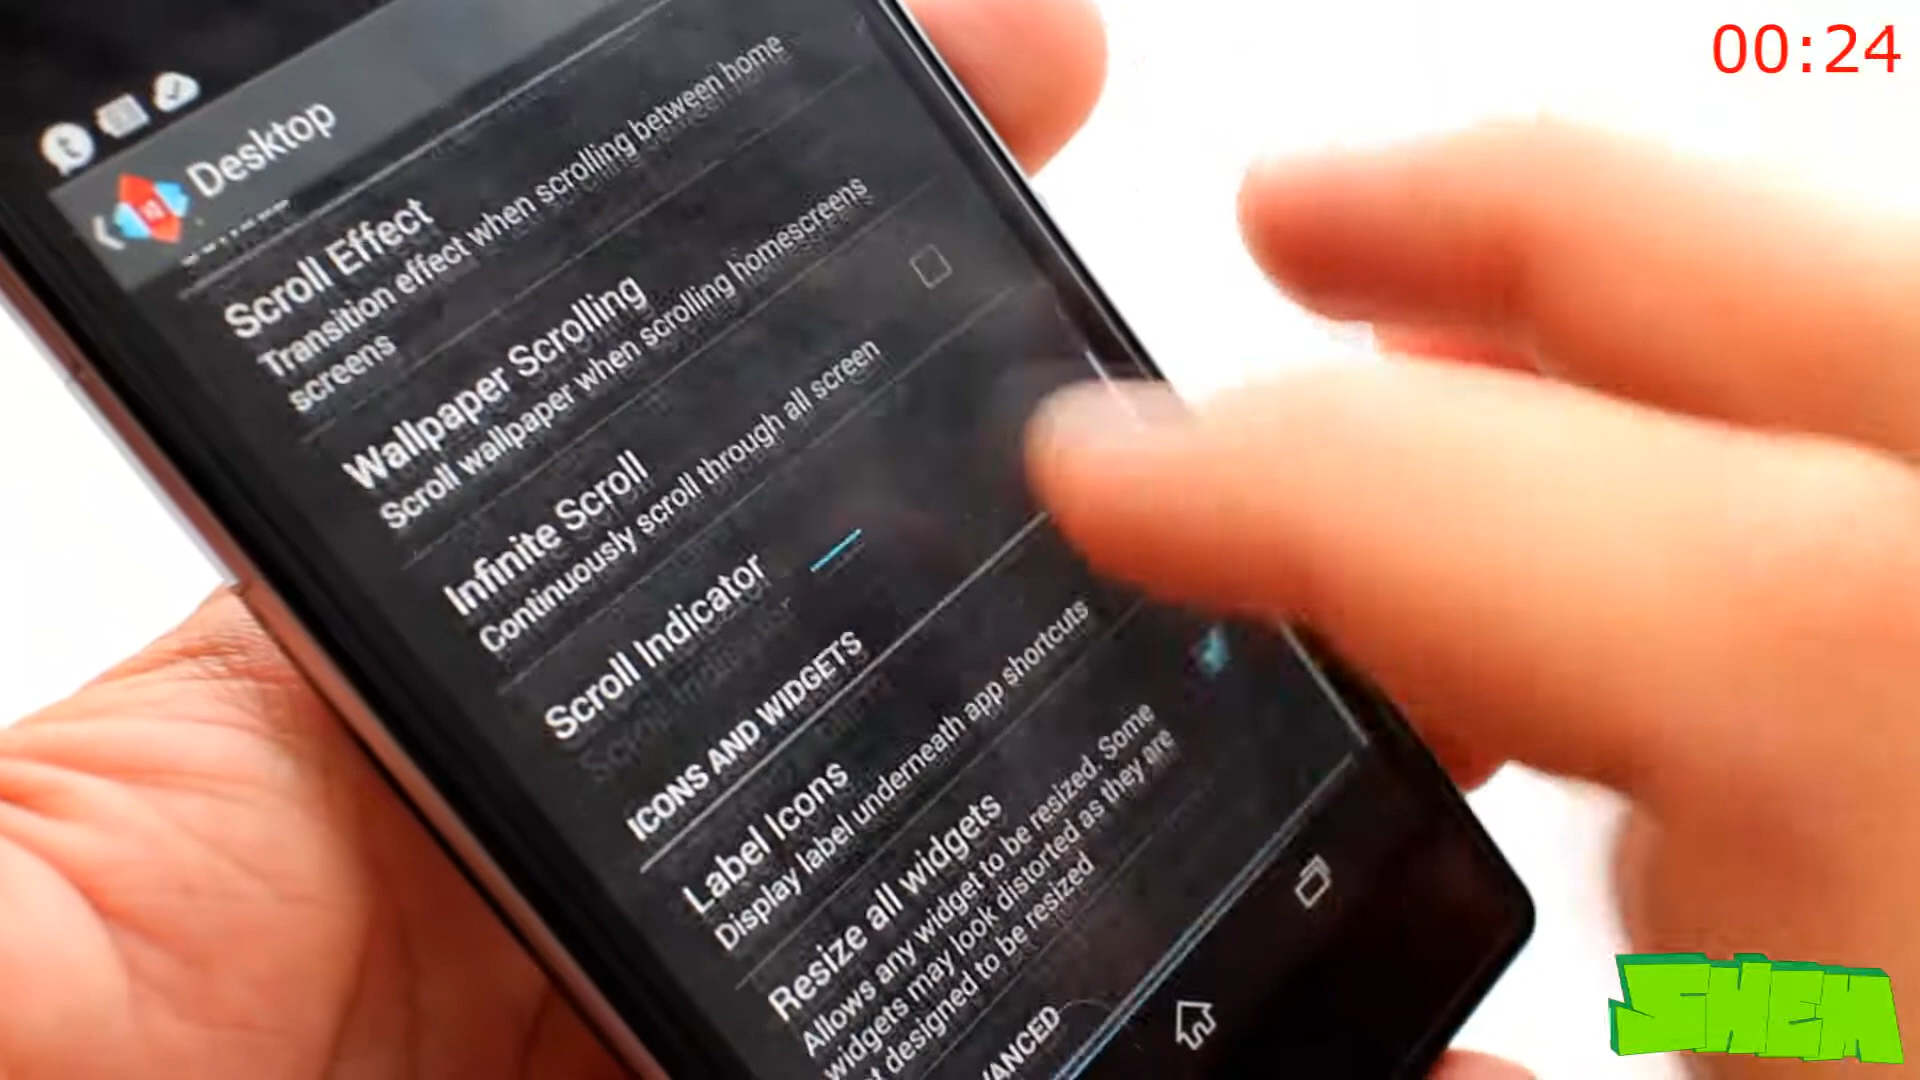 00:24
Desktop
Scroll Effect
Transition effect when scrolling between home
screens
Wallpaper Scrolling
Scroll wallpaper when scrolling homescreens
Infinite Scroll
Continuously scroll through all screen
Scroll Indicator
ICONS AND WIDGETS
Label Icons
Display label underneath app shortcuts
Resize all widgets
Allows any widget to be resized. Some
widgets may look distorted as they are
designed to be resized